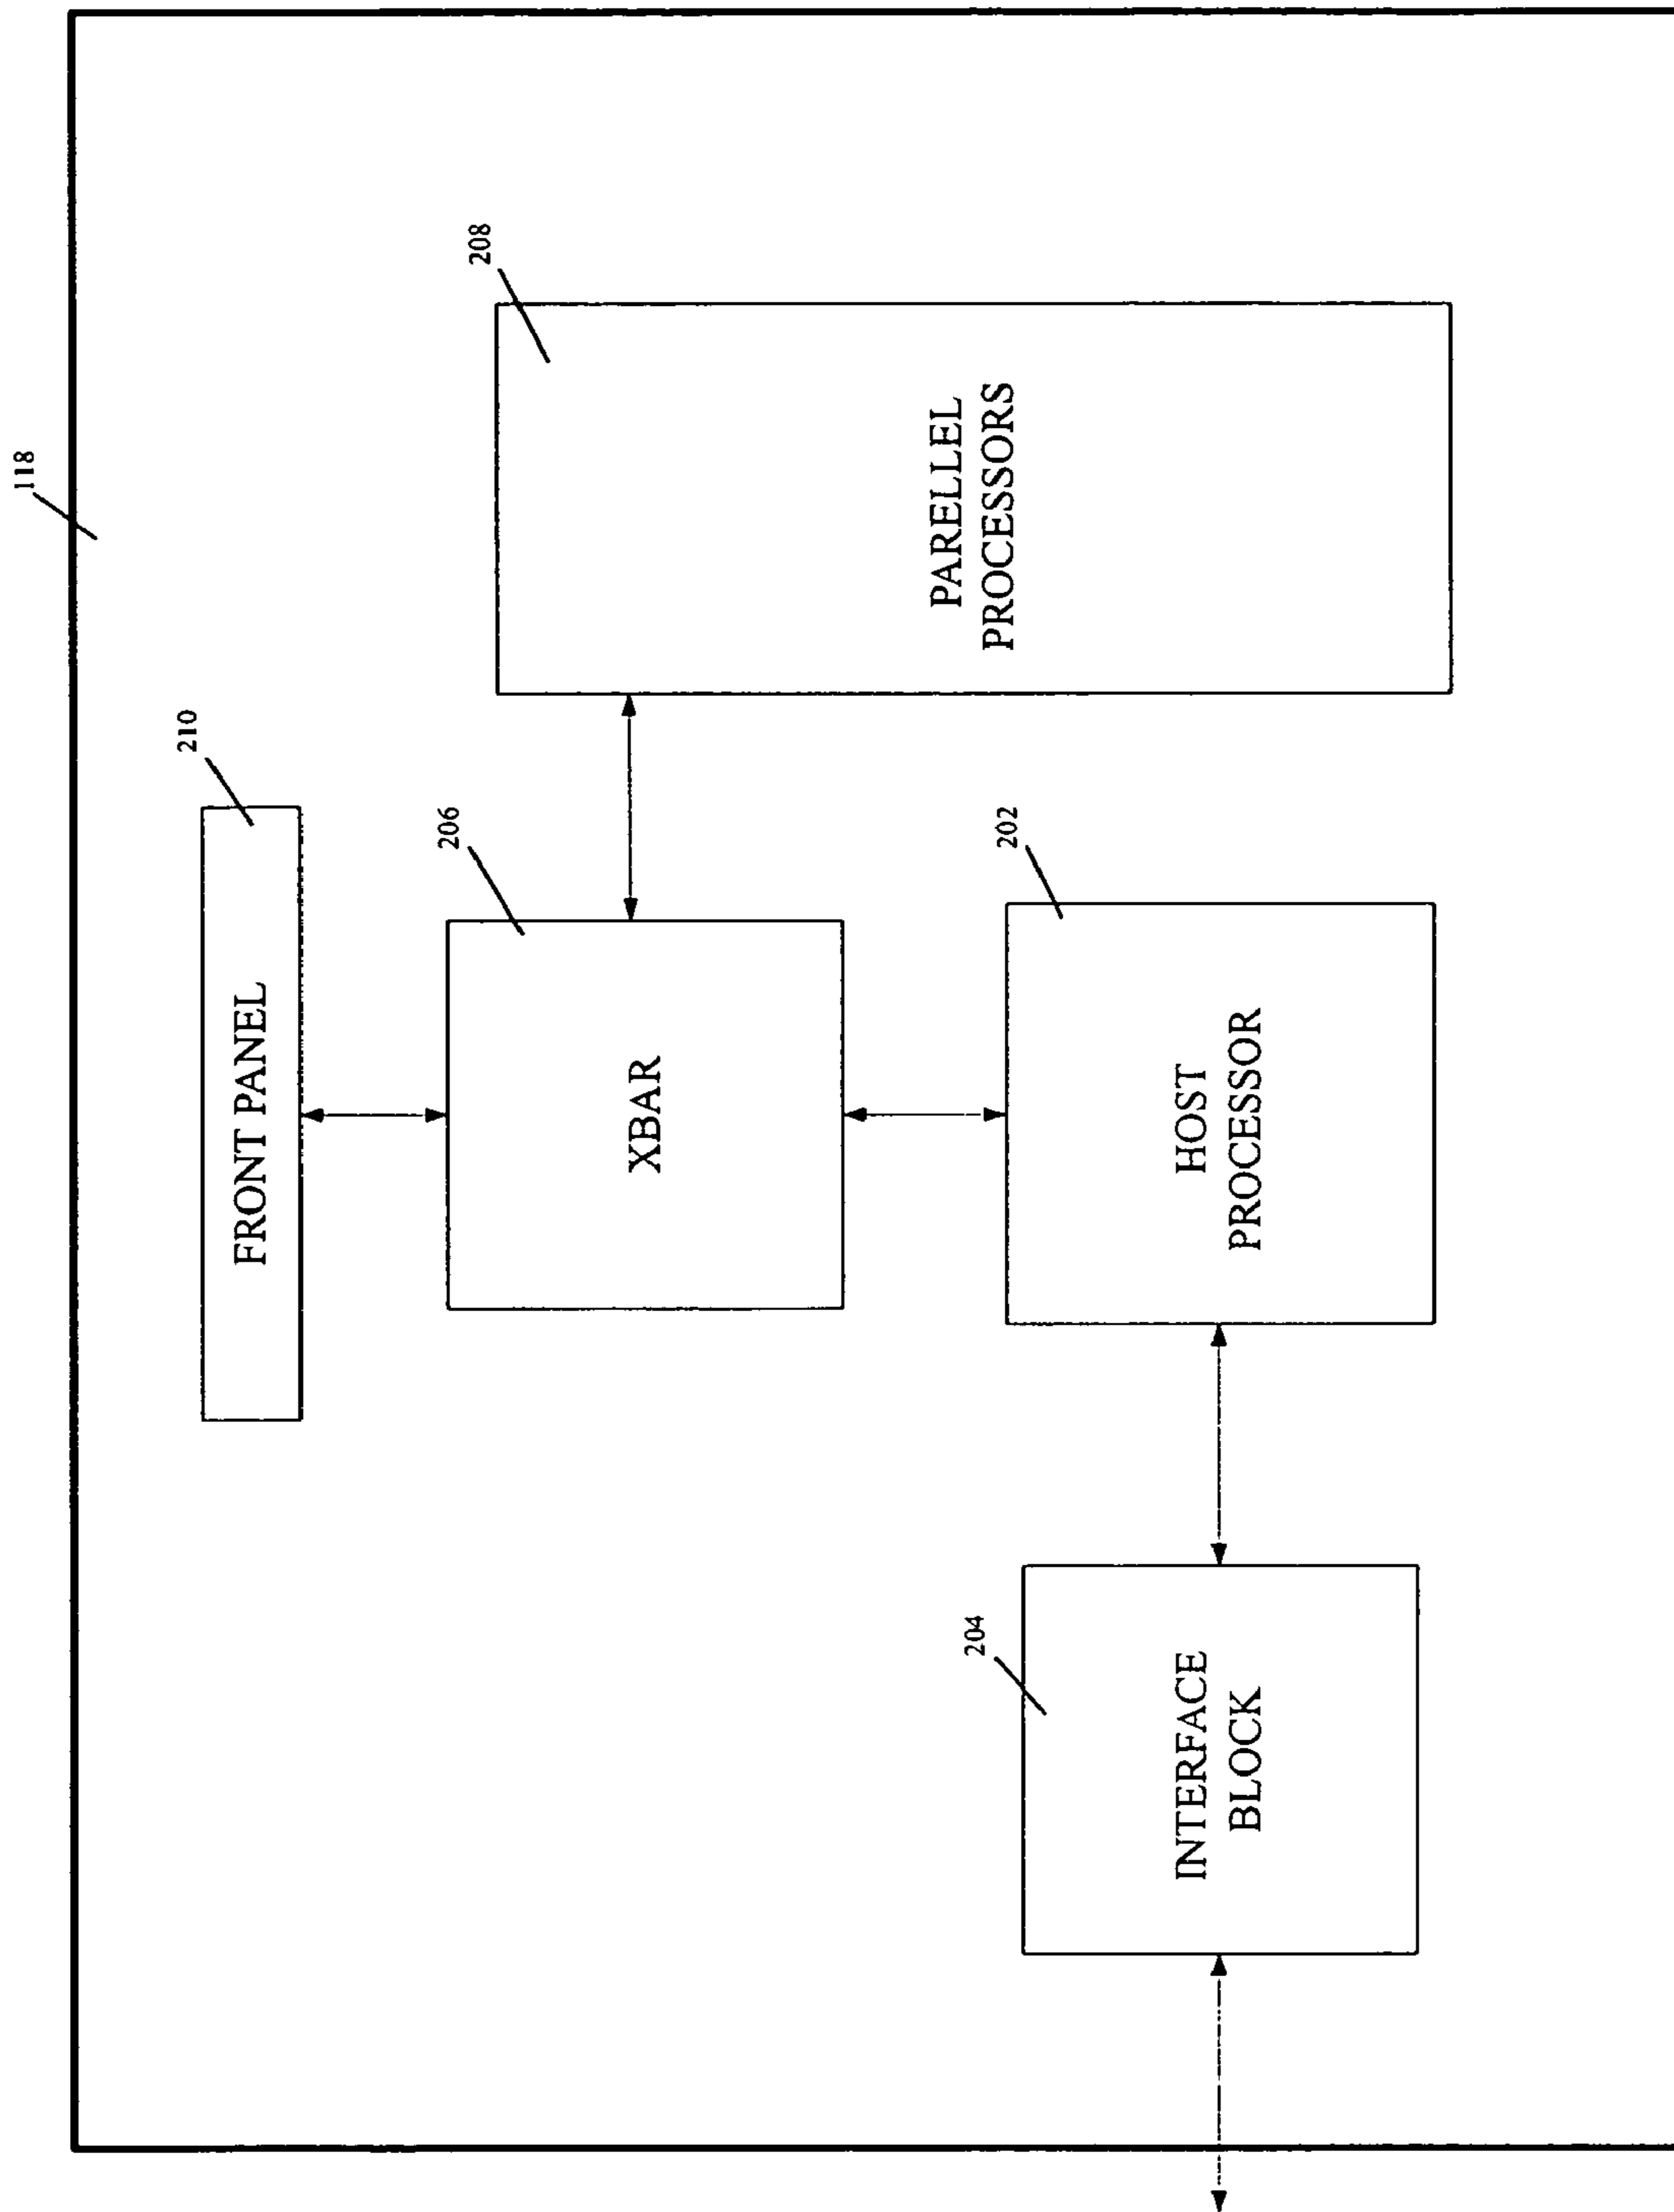 118
210
FRONT PANEL
206
XBAR
208
PARELLEL
PROCESSORS
204
INTERFACE
BLOCK
202
HOST
PROCESSOR